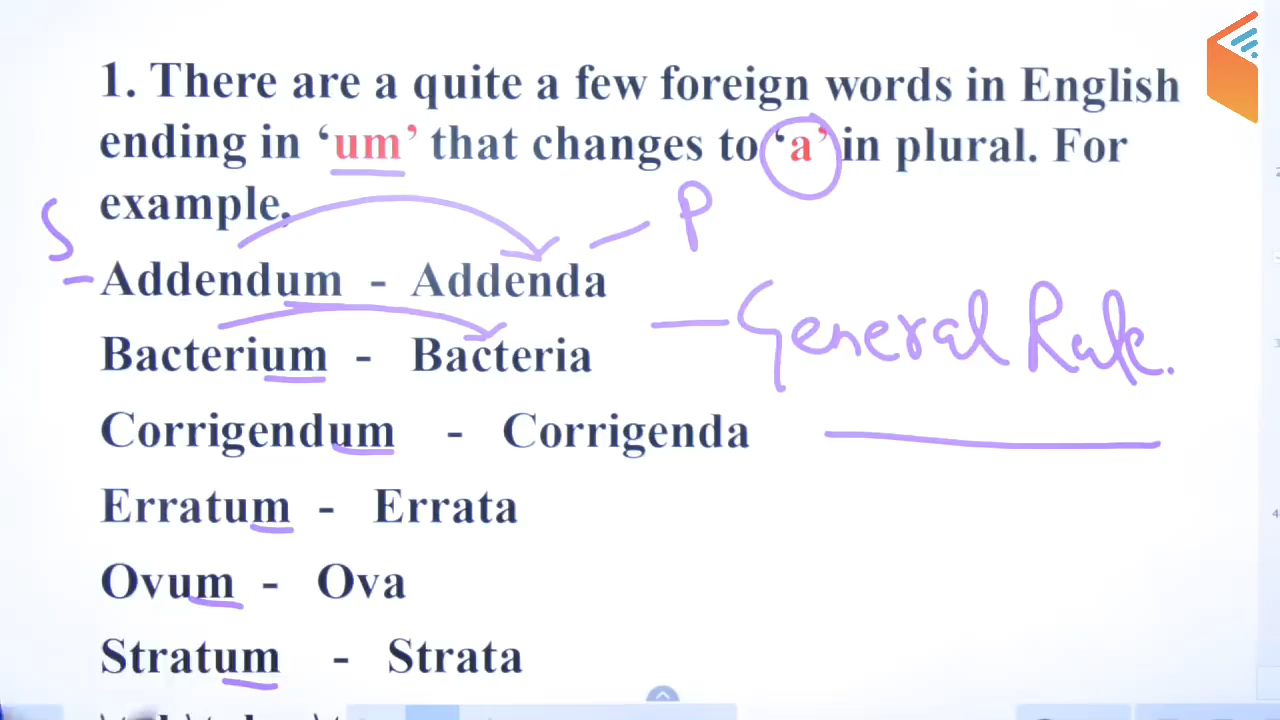 1. There are a quite a few foreign words in English
ending in ‘um’ that changes to ‘a’ in plural. For
example,
S
P
Addendum - Addenda
Bacterium - Bacteria
General Rule.
Corrigendum - Corrigenda
Erratum - Errata
Ovum - Ova
Stratum - Strata